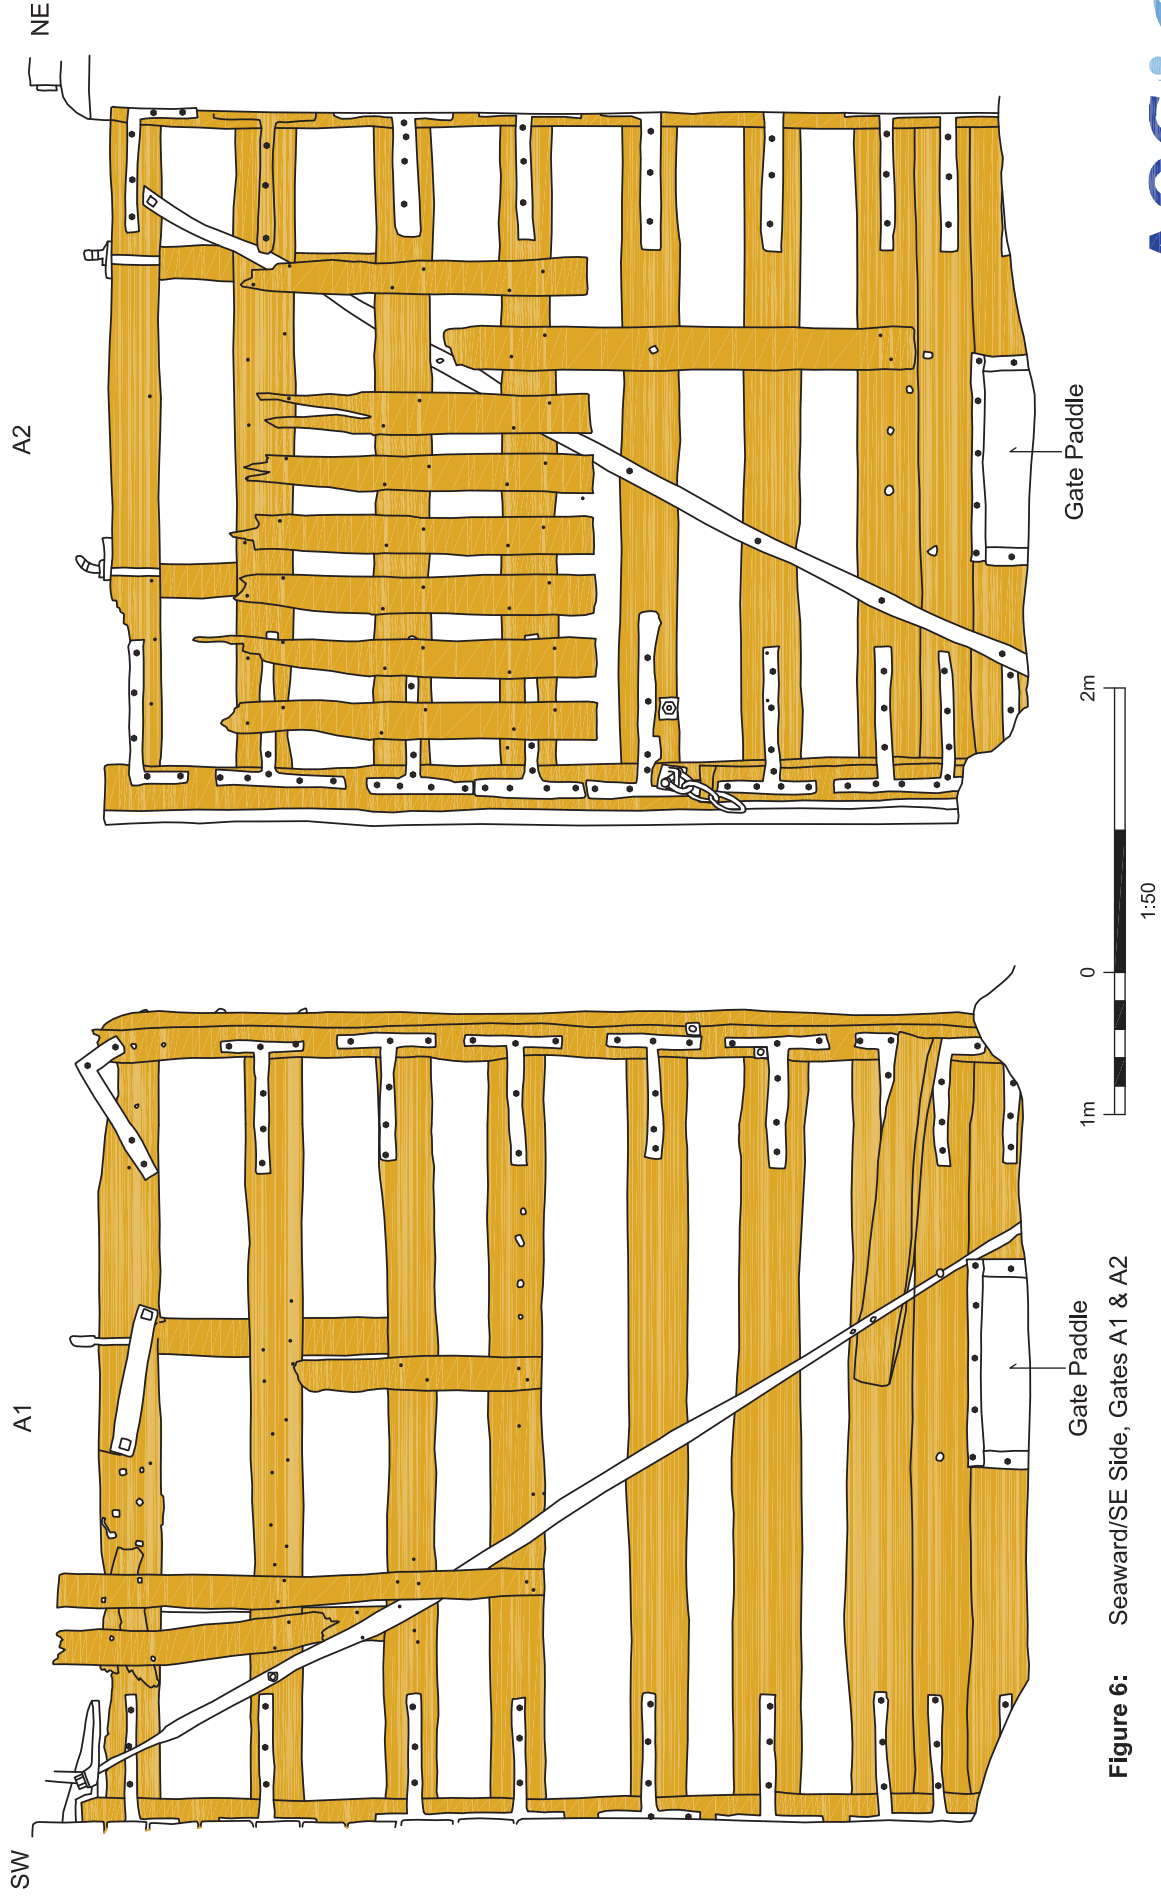 SW
A1
A2
NE
Gate Paddle
Gate Paddle
1m
0
2m
1:50
Figure 6: Seaward/SE Side, Gates A1 & A2